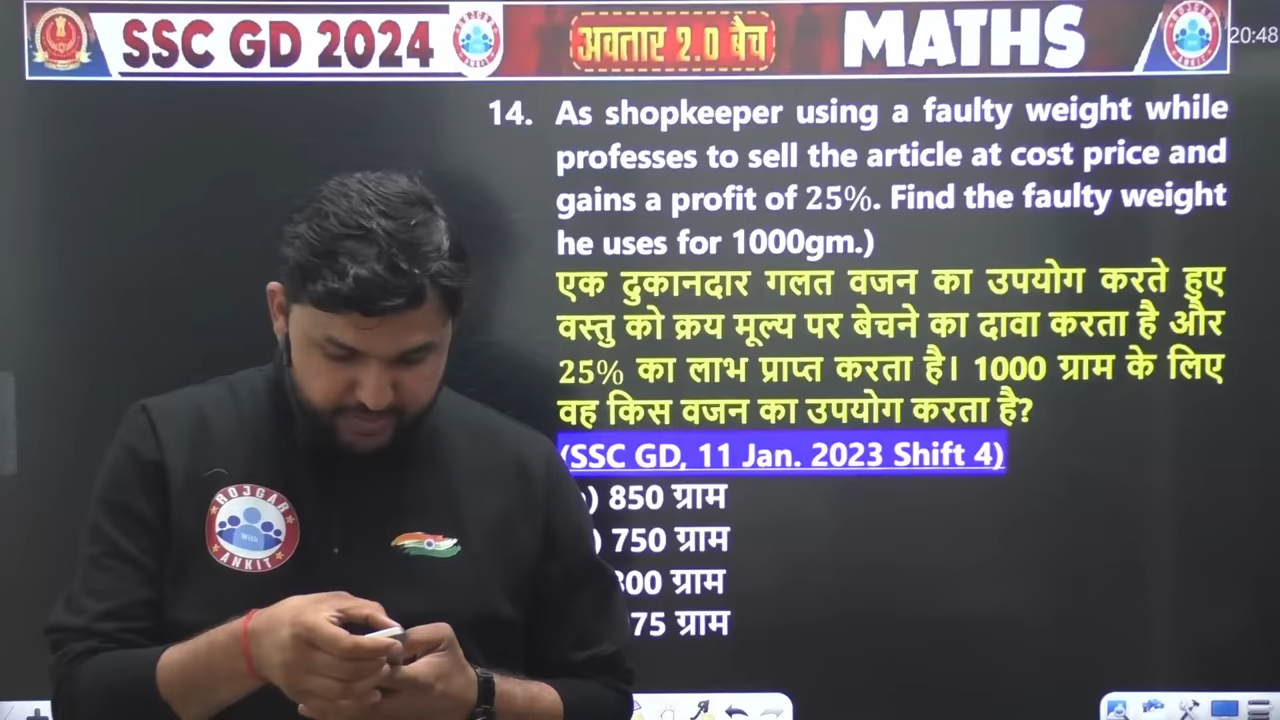 SSC GD 2024
अवतार 2.0 बैच
MATHS
20:48
14. As shopkeeper using a faulty weight while
professes to sell the article at cost price and
gains a profit of 25%. Find the faulty weight
he uses for 1000gm.)
एक दुकानदार गलत वजन का उपयोग करते हुए
वस्तु को क्रय मूल्य पर बेचने का दावा करता है और
25% का लाभ प्राप्त करता है। 1000 ग्राम के लिए
वह किस वजन का उपयोग करता है?
(SSC GD, 11 Jan. 2023 Shift 4)
) 850 ग्राम
) 750 ग्राम
800 ग्राम
75 ग्राम
ROJGAR
With
ANKIT